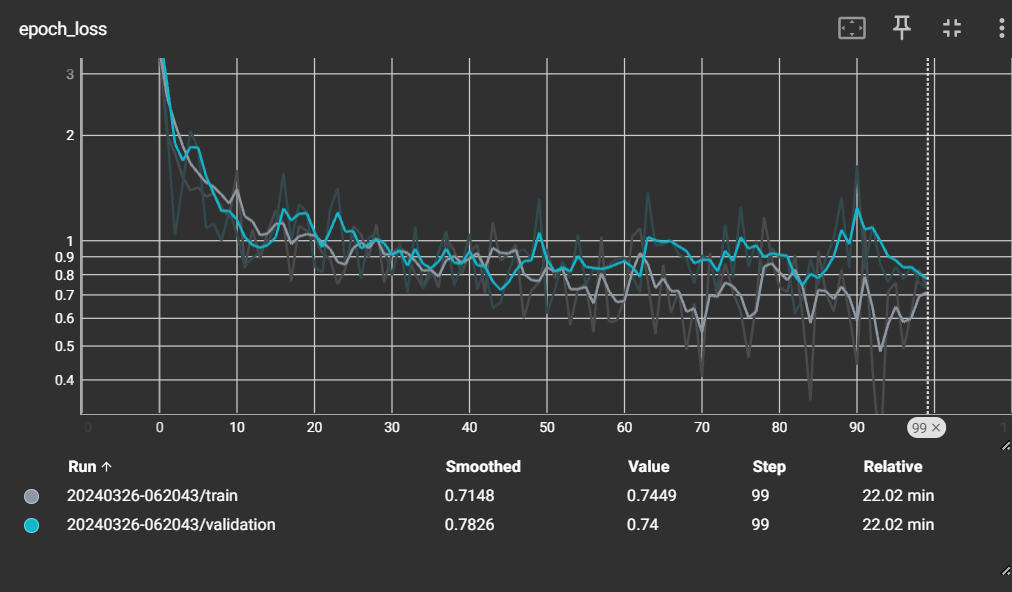 epoch_loss
3
2
1
0.9
0.8
0.7
0.6
0.5
0.4
0 0 10 20 30 40 50 60 70 80 90 99 × 1
Run ↑ Smoothed Value Step Relative
20240326-062043/train 0.7148 0.7449 99 22.02 min
20240326-062043/validation 0.7826 0.74 99 22.02 min